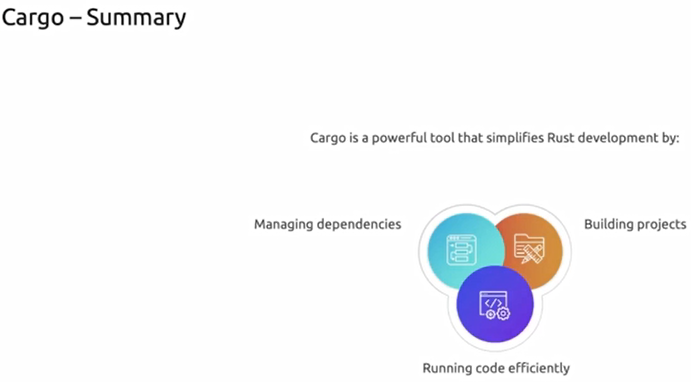 Cargo – Summary
Cargo is a powerful tool that simplifies Rust development by:
Managing dependencies
Building projects
Running code efficiently